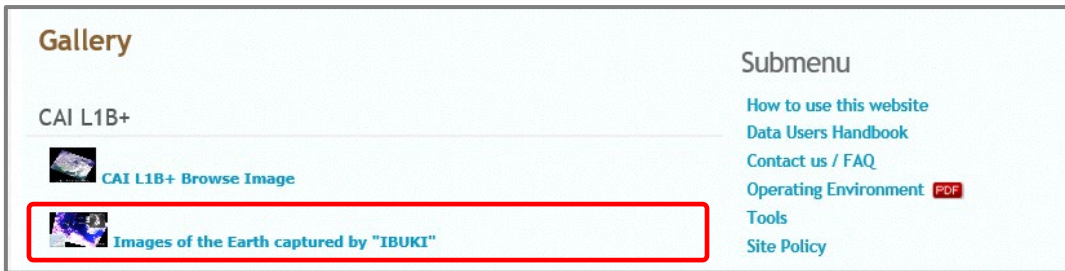 Gallery
CAI L1B+
CAI L1B+ Browse Image
Images of the Earth captured by "IBUKI"
Submenu
How to use this website
Data Users Handbook
Contact us / FAQ
Operating Environment PDF
Tools
Site Policy